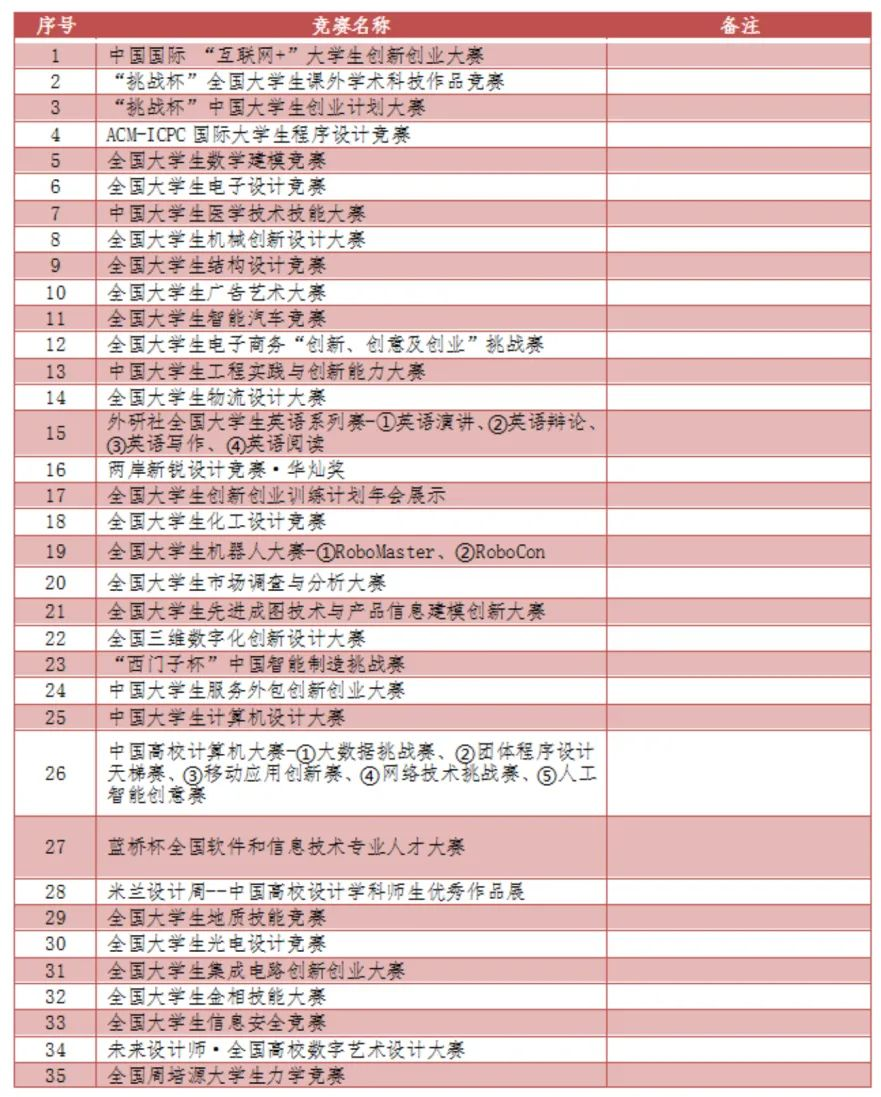 序号 竞赛名称 备注
1 中国国际 “互联网+”大学生创新创业大赛
2 “挑战杯”全国大学生课外学术科技作品竞赛
3 “挑战杯”中国大学生创业计划大赛
4 ACM-ICPC 国际大学生程序设计竞赛
5 全国大学生数学建模竞赛
6 全国大学生电子设计竞赛
7 中国大学生医学技术技能大赛
8 全国大学生机械创新设计大赛
9 全国大学生结构设计竞赛
10 全国大学生广告艺术大赛
11 全国大学生智能汽车竞赛
12 全国大学生电子商务“创新、创意及创业”挑战赛
13 中国大学生工程实践与创新能力大赛
14 全国大学生物流设计大赛
15 外研社全国大学生英语系列赛-①英语演讲、②英语辩论、
③英语写作、④英语阅读
16 两岸新锐设计竞赛·华灿奖
17 全国大学生创新创业训练计划年会展示
18 全国大学生化工设计竞赛
19 全国大学生机器人大赛-①RoboMaster、②RoboCon
20 全国大学生市场调查与分析大赛
21 全国大学生先进成图技术与产品信息建模创新大赛
22 全国三维数字化创新设计大赛
23 “西门子杯”中国智能制造挑战赛
24 中国大学生服务外包创新创业大赛
25 中国大学生计算机设计大赛
26 中国高校计算机大赛-①大数据挑战赛、②团体程序设计
天梯赛、③移动应用创新赛、④网络技术挑战赛、⑤人工
智能创意赛
27 蓝桥杯全国软件和信息技术专业人才大赛
28 米兰设计周--中国高校设计学科师生优秀作品展
29 全国大学生地质技能竞赛
30 全国大学生光电设计竞赛
31 全国大学生集成电路创新创业大赛
32 全国大学生金相技能大赛
33 全国大学生信息安全竞赛
34 未来设计师·全国高校数字艺术设计大赛
35 全国周培源大学生力学竞赛